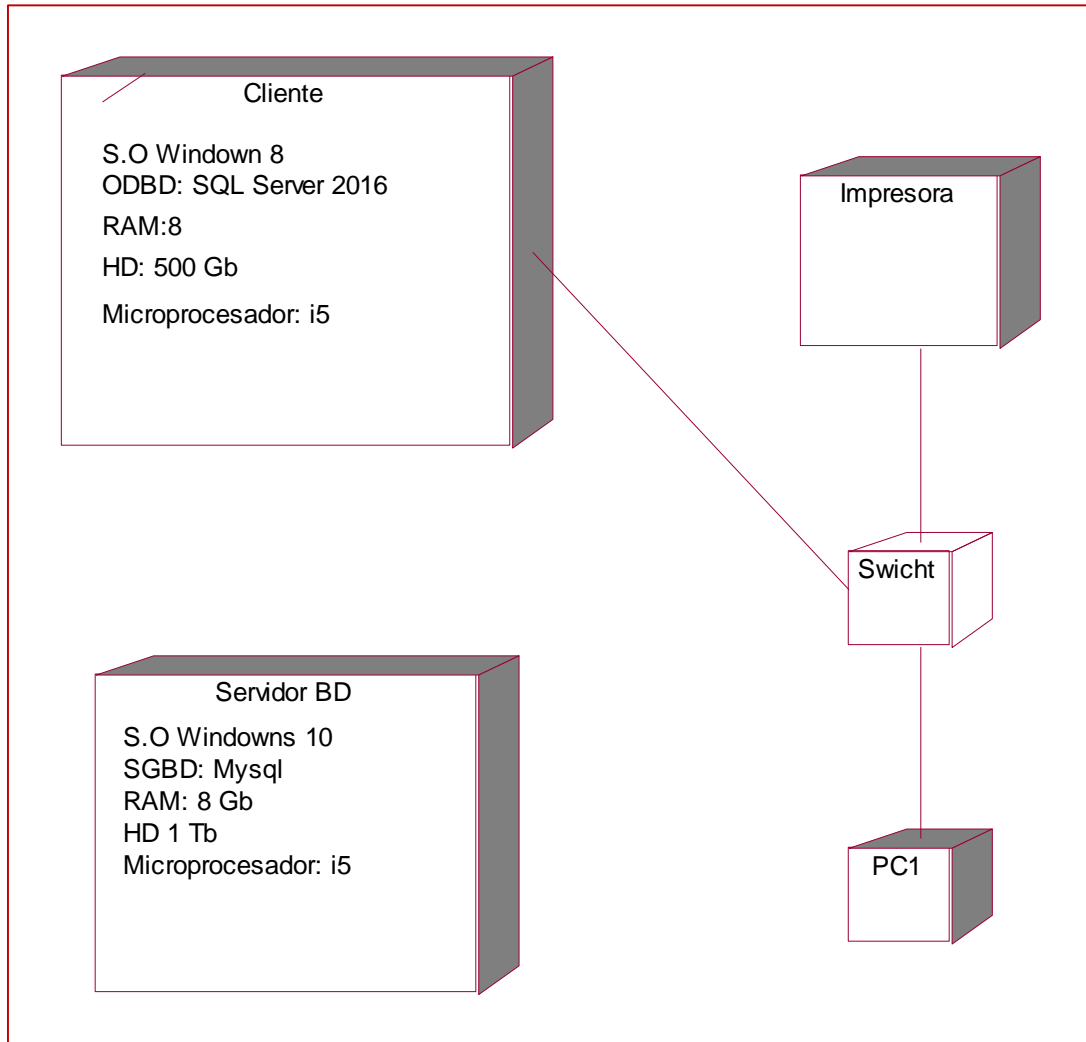 Cliente
S.O Window 8
ODBD: SQL Server 2016
RAM:8
HD: 500 Gb
Microprocesador: i5
Impresora
Swicht
Servidor BD
S.O Windowns 10
SGBD: Mysql
RAM: 8 Gb
HD 1 Tb
Microprocesador: i5
PC1